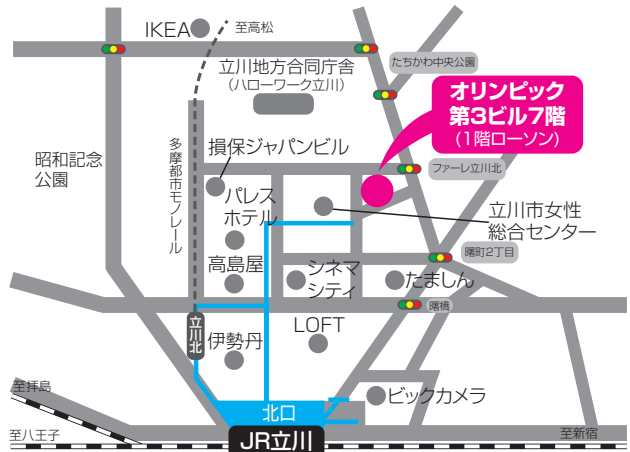 IKEA
至高松
立川地方合同庁舎
(ハローワーク立川)
たちかわ中央公園
オリンピック
第3ビル7階
(1階ローソン)
昭和記念
公園
多摩都市モノレール
損保ジャパンビル
ファーレ立川北
パレス
ホテル
立川市女性
総合センター
高島屋
シネマ
シティ
曙町2丁目
たましん
曙橋
立川北
伊勢丹
LOFT
至拝島
ビックカメラ
北口
至八王子
JR立川
至新宿